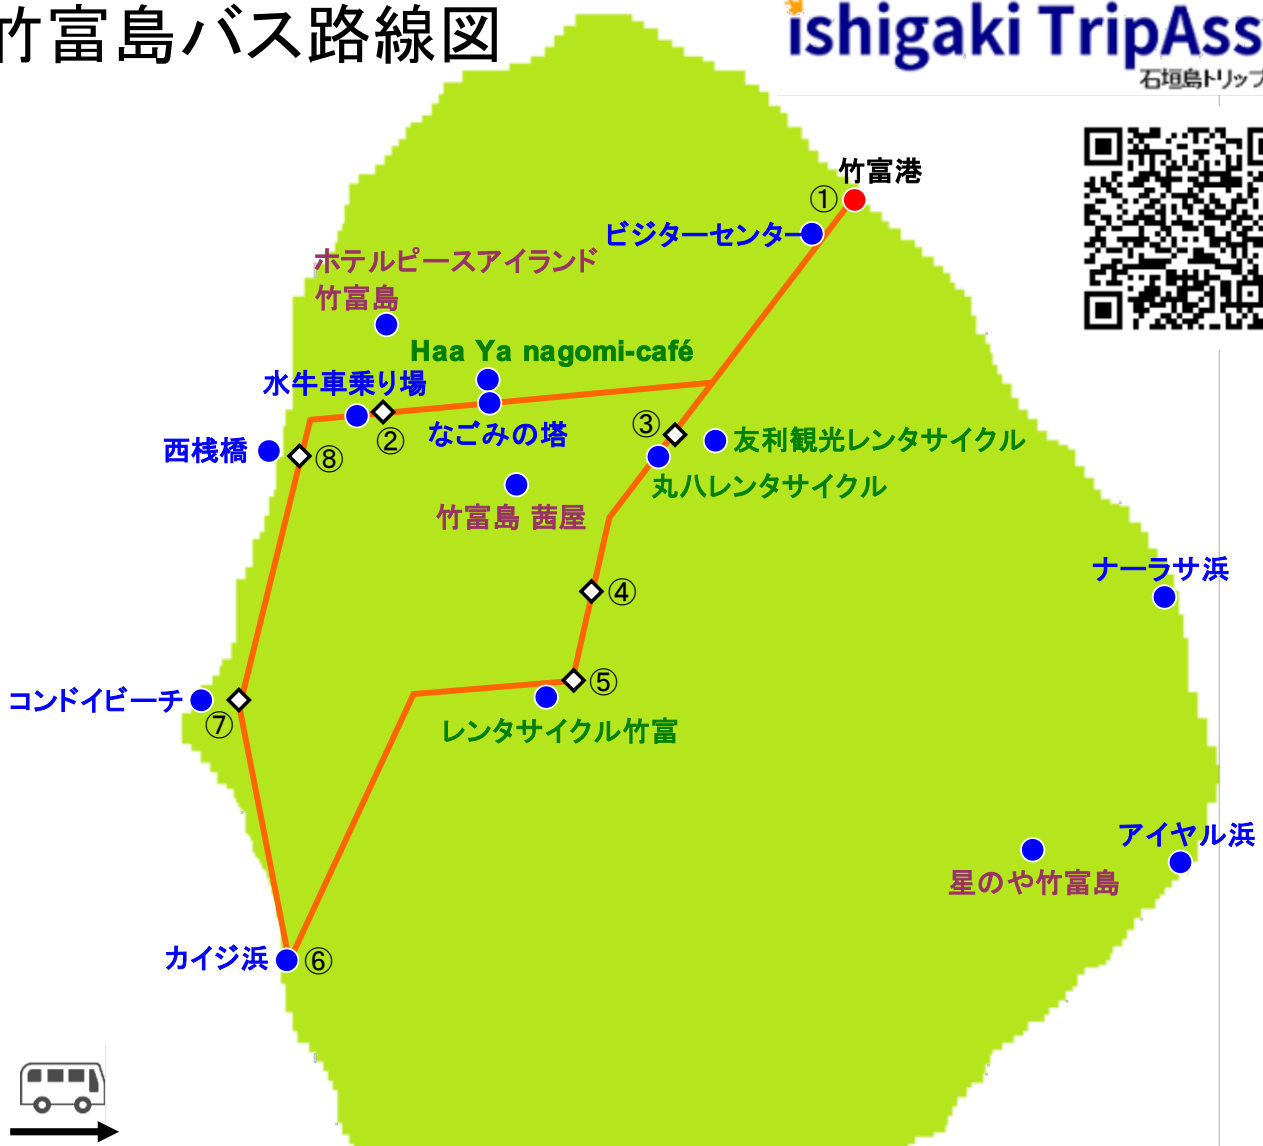 竹富島バス路線図
ishigaki TripAss
石垣島トリップ
竹富港
①
ビジターセンター
ホテルピースアイランド
竹富島
Haa Ya nagomi-café
水牛車乗り場
②
なごみの塔
③
友利観光レンタサイクル
西桟橋
⑧
丸八レンタサイクル
竹富島 茜屋
④
ナーラサ浜
⑤
コンドイビーチ
⑦
レンタサイクル竹富
アイヤル浜
星のや竹富島
カイジ浜
⑥